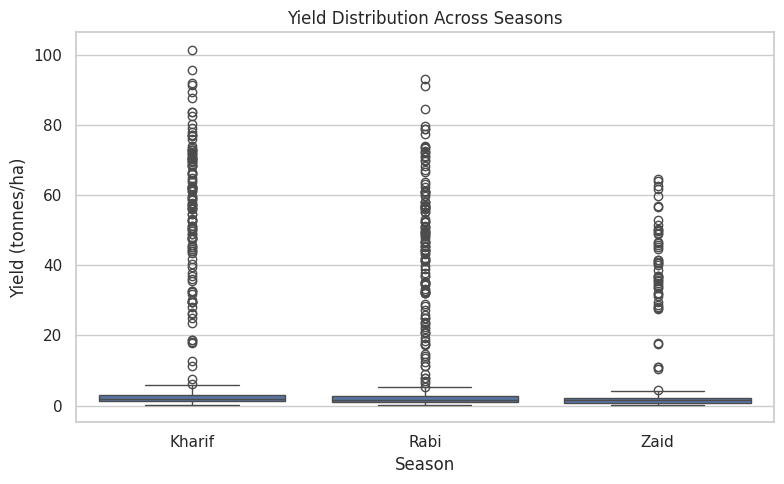 Yield Distribution Across Seasons
Yield (tonnes/ha)
100
80
60
40
20
0
Kharif Rabi Zaid
Season